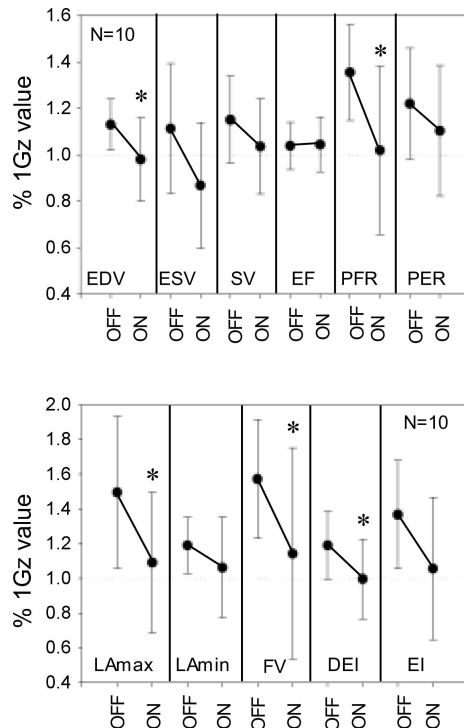 1.6
N=10
1.4
*
*
1.2
1.0
0.8
0.6
0.4
% 1Gz value
EDV ESV SV EF PFR PER
OFF ON OFF ON OFF ON OFF ON OFF ON OFF ON
2.0
N=10
1.8
*
*
1.6
1.4
*
1.2
1.0
0.8
0.6
0.4
% 1Gz value
LAmax LAmin FV DEI EI
OFF ON OFF ON OFF ON OFF ON OFF ON